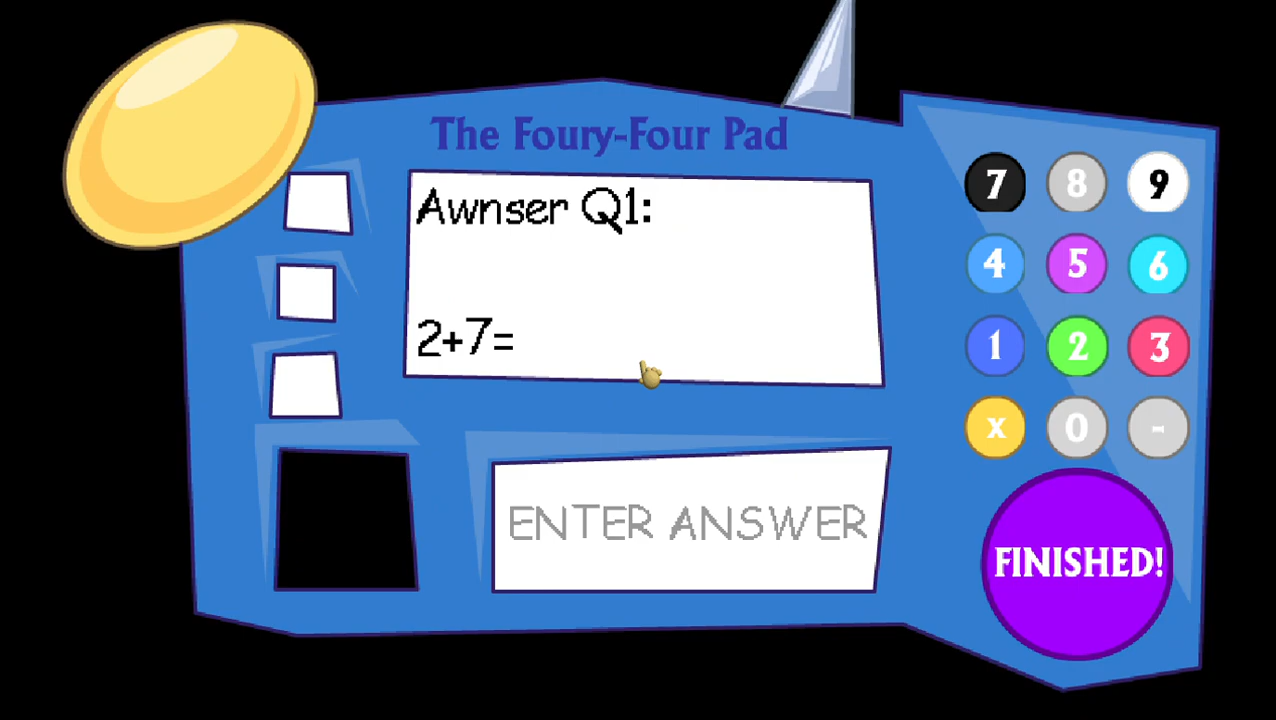 The Foury-Four Pad
Awnser Q1:
2+7=
ENTER ANSWER
7 8 9
4 5 6
1 2 3
x 0 -
FINISHED!